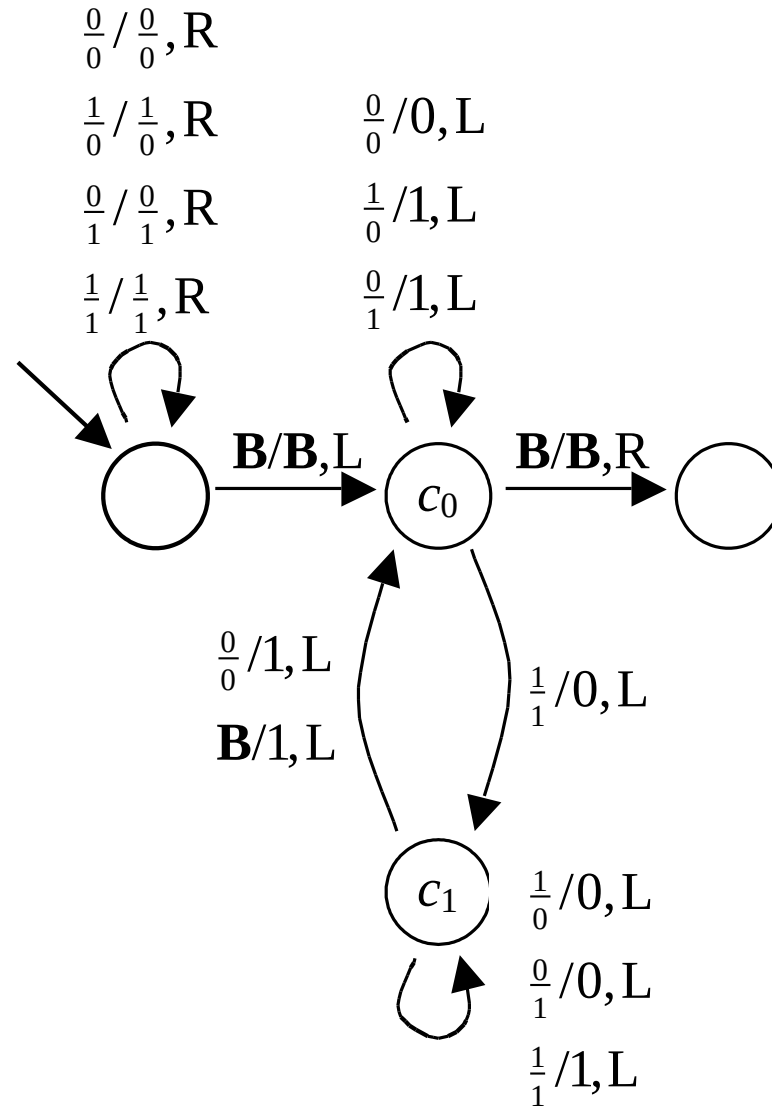 0/0 / 0/0, R
1/0 / 1/0, R
0/1 / 0/1, R
1/1 / 1/1, R
0/0 /0, L
1/0 /1, L
0/1 /1, L
B/B, L
c0
B/B, R
0/0 /1, L
B/1, L
1/1 /0, L
c1
1/0 /0, L
0/1 /0, L
1/1 /1, L